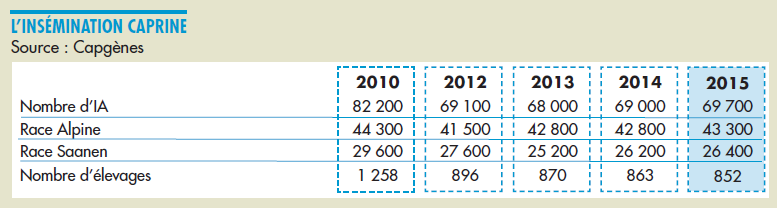 L'INSÉMINATION CAPRINE
Source : Capgènes
2010 2012 2013 2014 2015
Nombre d'IA 82 200 69 100 68 000 69 000 69 700
Race Alpine 44 300 41 500 42 800 42 800 43 300
Race Saanen 29 600 27 600 25 200 26 200 26 400
Nombre d'élevages 1 258 896 870 863 852